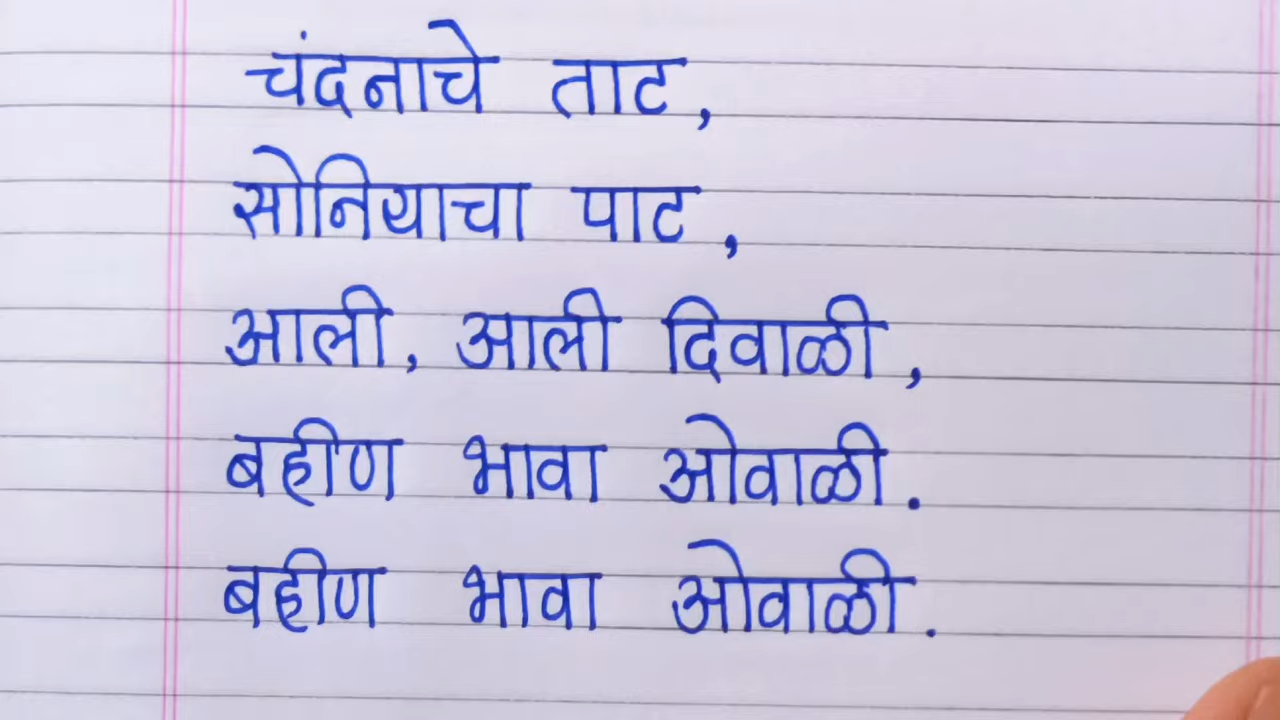 चंदनाचे ताट,
सोनियाचा पाट,
आली, आली दिवाळी,
बहीण भावा ओवाळी.
बहीण भावा ओवाळी.